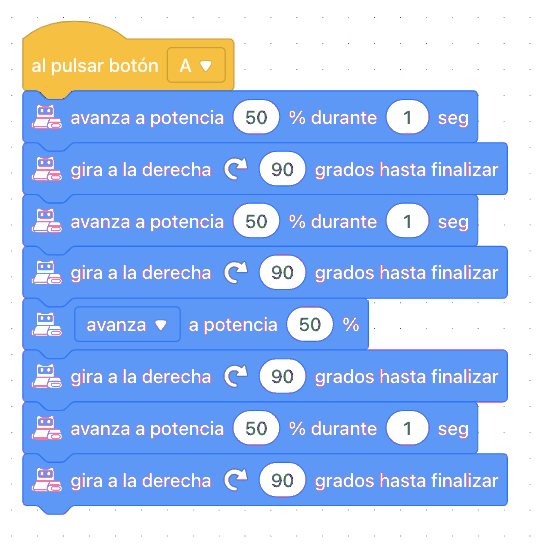 al pulsar botón A
avanza a potencia 50 % durante 1 seg
gira a la derecha 90 grados hasta finalizar
avanza a potencia 50 % durante 1 seg
gira a la derecha 90 grados hasta finalizar
avanza a potencia 50 %
gira a la derecha 90 grados hasta finalizar
avanza a potencia 50 % durante 1 seg
gira a la derecha 90 grados hasta finalizar